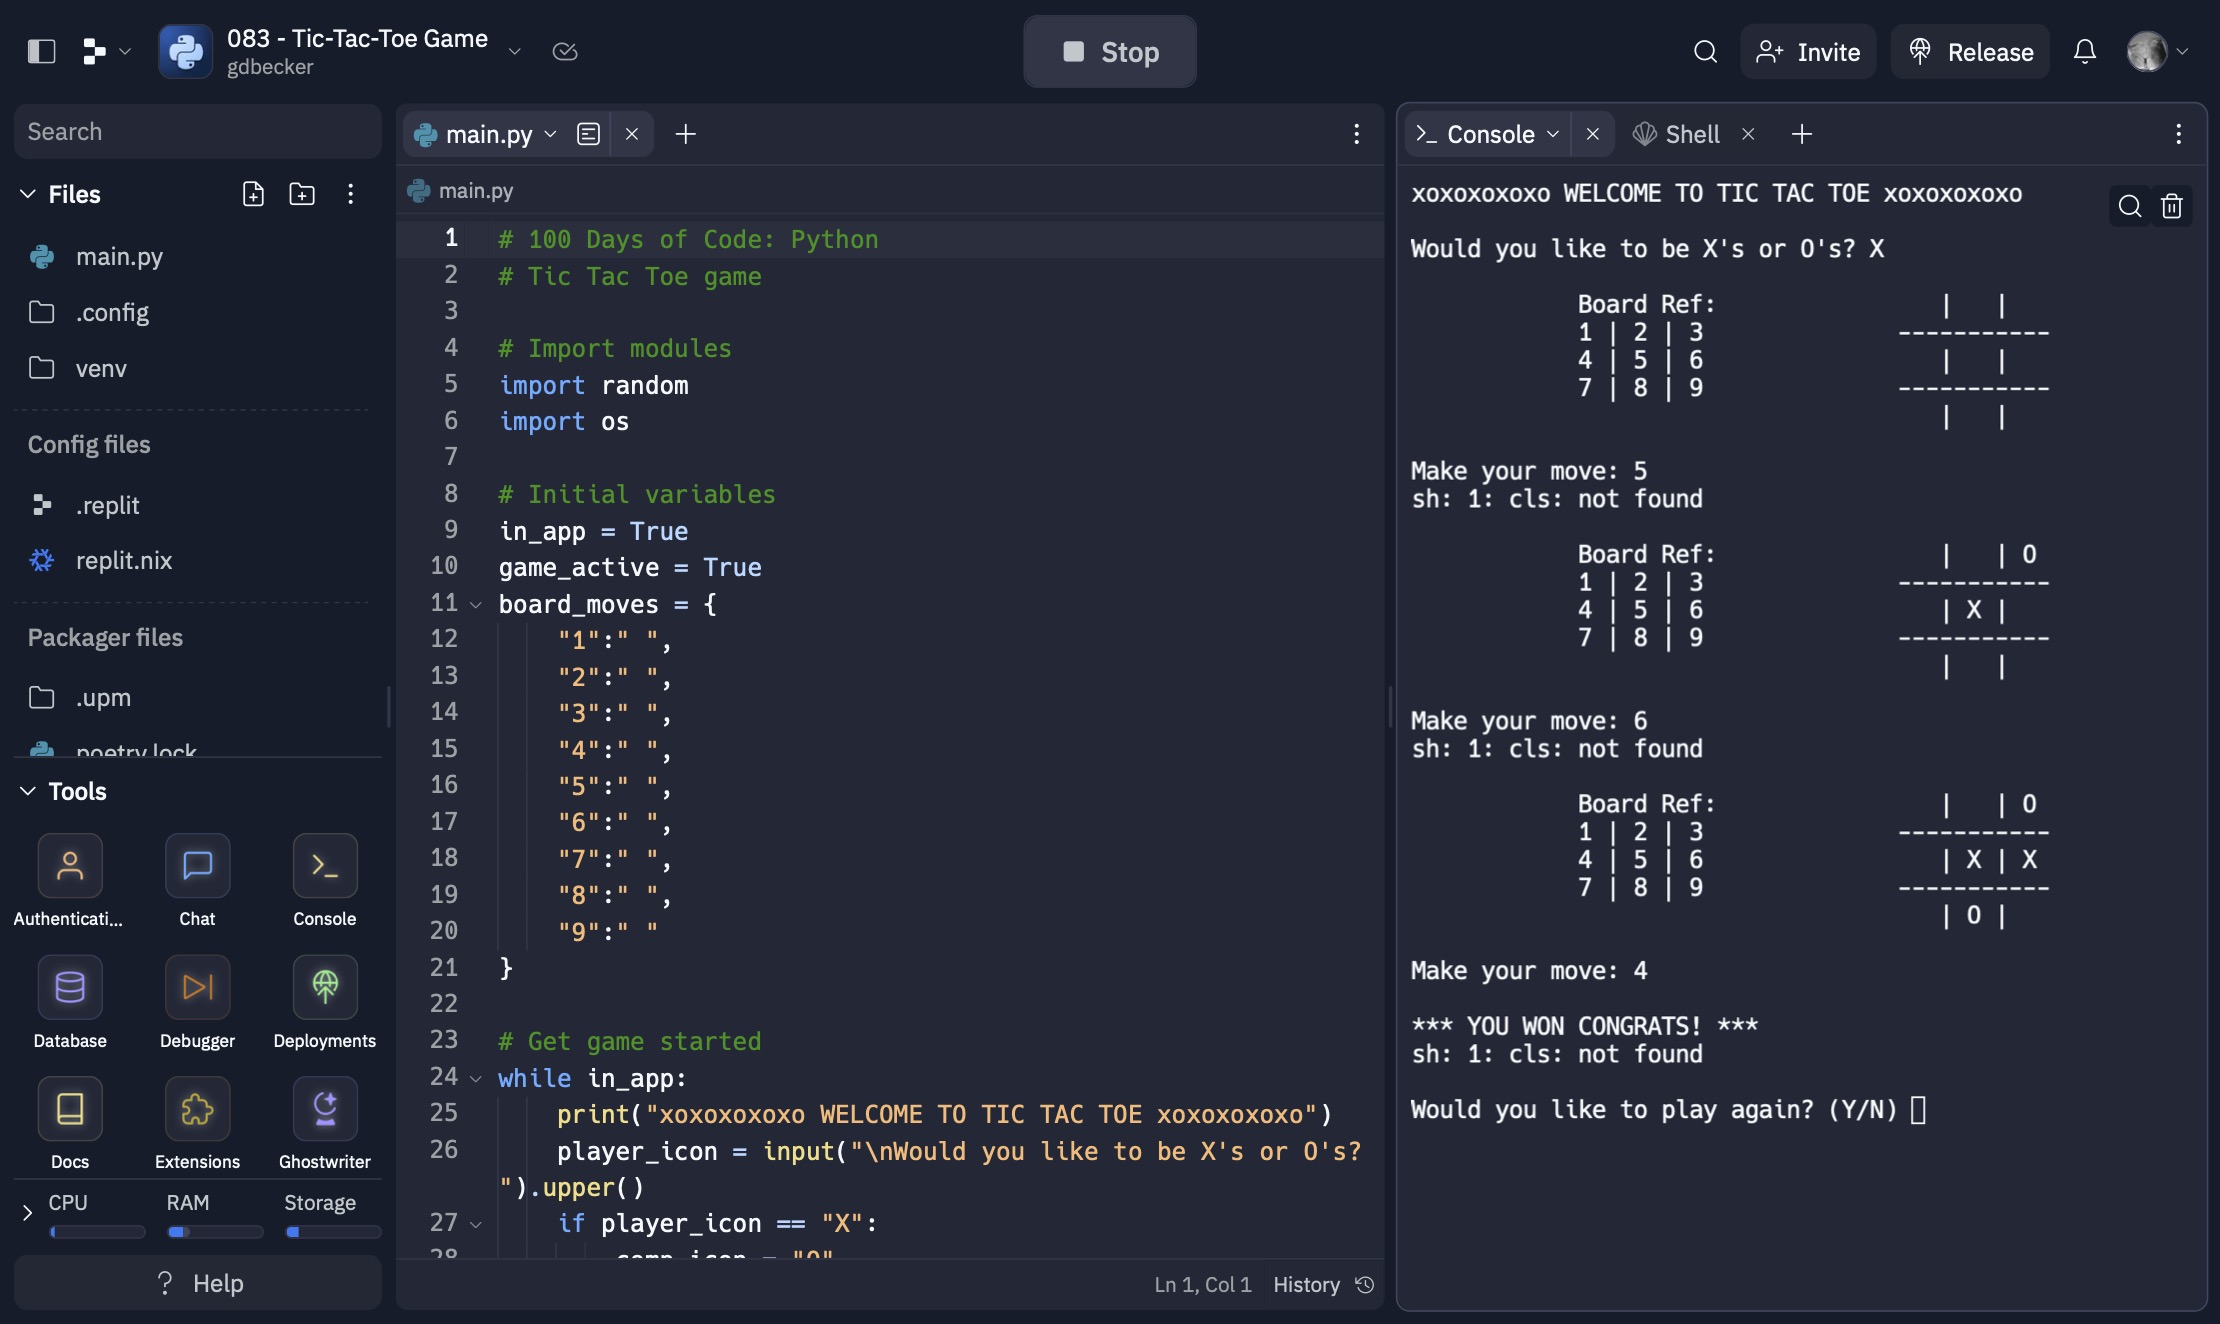 083 - Tic-Tac-Toe Game
gdbecker
Stop
Invite
Release
Search
Files
main.py
.config
venv
Config files
.replit
replit.nix
Packager files
.upm
poetry.lock
Tools
Authenticati...
Chat
Console
Database
Debugger
Deployments
Docs
Extensions
Ghostwriter
CPU RAM Storage
? Help
main.py
main.py
1 # 100 Days of Code: Python
2 # Tic Tac Toe game
3
4 # Import modules
5 import random
6 import os
7
8 # Initial variables
9 in_app = True
10 game_active = True
11 board_moves = {
12 "1":" ",
13 "2":" ",
14 "3":" ",
15 "4":" ",
16 "5":" ",
17 "6":" ",
18 "7":" ",
19 "8":" ",
20 "9":" "
21 }
22
23 # Get game started
24 while in_app:
25 print("xoxoxoxoxo WELCOME TO TIC TAC TOE xoxoxoxoxo")
26 player_icon = input("\nWould you like to be X's or O's?
").upper()
27 if player_icon == "X":
28 comp_icon = "O"
Ln 1, Col 1 History
>_ Console
Shell
xoxoxoxoxo WELCOME TO TIC TAC TOE xoxoxoxoxo
Would you like to be X's or O's? X
Board Ref: | |
1 | 2 | 3 -----------
4 | 5 | 6 | |
7 | 8 | 9 -----------
| |
Make your move: 5
sh: 1: cls: not found
Board Ref: | | O
1 | 2 | 3 -----------
4 | 5 | 6 | X |
7 | 8 | 9 -----------
| |
Make your move: 6
sh: 1: cls: not found
Board Ref: | | O
1 | 2 | 3 -----------
4 | 5 | 6 | X | X
7 | 8 | 9 -----------
| O |
Make your move: 4
*** YOU WON CONGRATS! ***
sh: 1: cls: not found
Would you like to play again? (Y/N)